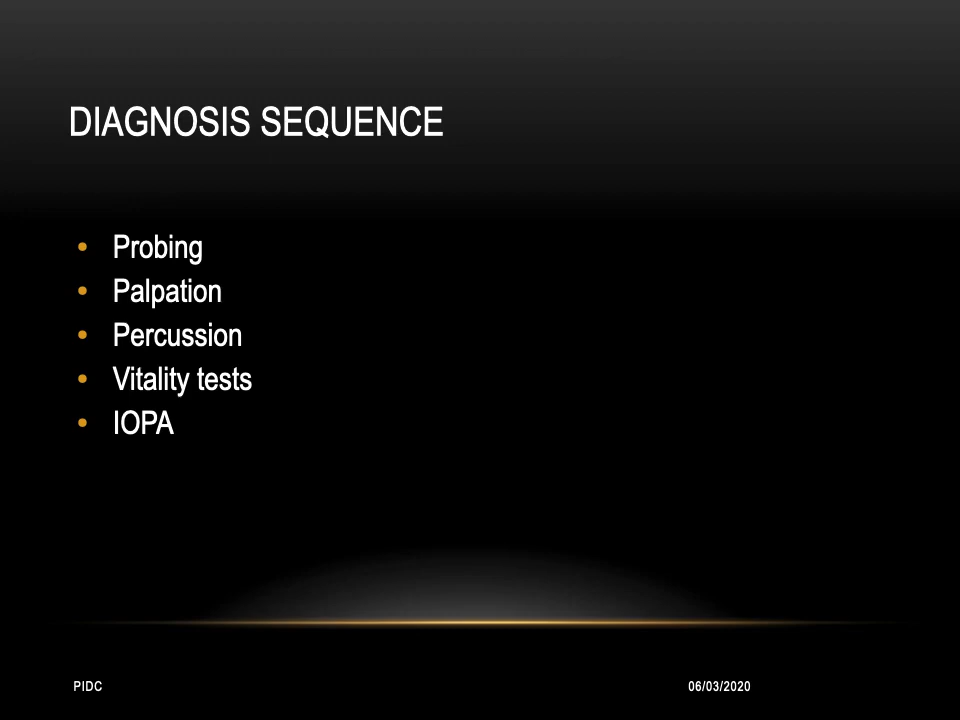 DIAGNOSIS SEQUENCE
• Probing
• Palpation
• Percussion
• Vitality tests
• IOPA
PIDC 06/03/2020